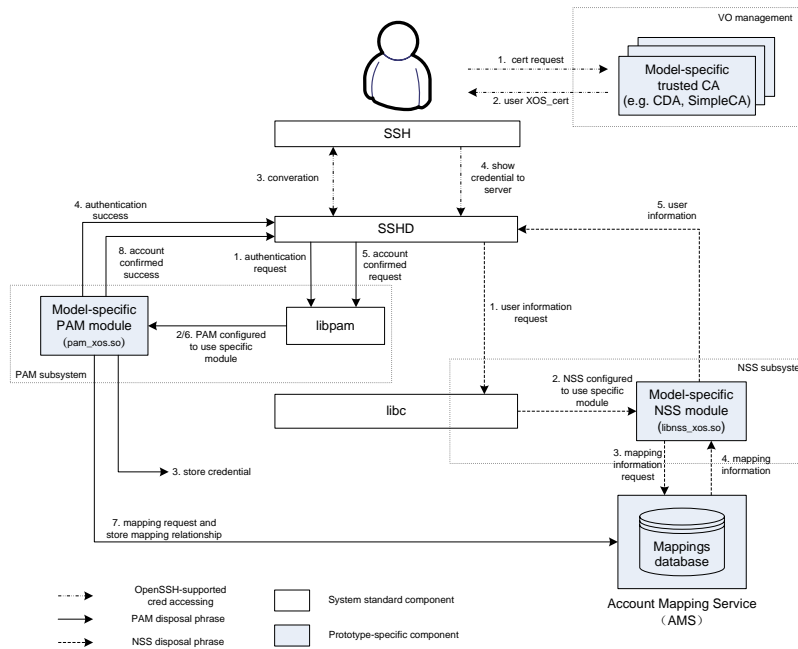 VO management
1. cert request
2. user XOS_cert
Model-specific
trusted CA
(e.g. CDA, SimpleCA)
SSH
3. converation
4. show
credential to
server
4. authentication
success
5. user
information
SSHD
8. account
confirmed
success
1. authentication
request
5. account
confirmed
request
1. user information
request
Model-specific
PAM module
(pam_xos.so)
libpam
2/6. PAM configured
to use specific
module
PAM subsystem
NSS subsyste
2. NSS configured
to use specific
module
Model-specific
NSS module
(libnss_xos.so)
libc
3. mapping
information
request
4. mapping
information
3. store credential
7. mapping request and
store mapping relationship
Mappings
database
Account Mapping Service
（AMS）
OpenSSH-supported
cred accessing
PAM disposal phrase
NSS disposal phrase
System standard component
Prototype-specific component